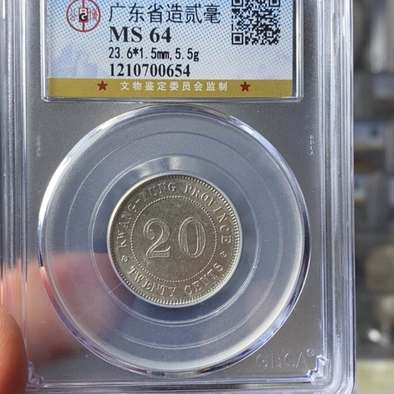 广东省造贰毫
MS 64
23.6*1.5mm,5.5g
1210700654
★ 文物鉴定委员会监制 ★
KWANG-TUNG PROVINCE
20
TWENTY CENTS
GBCA